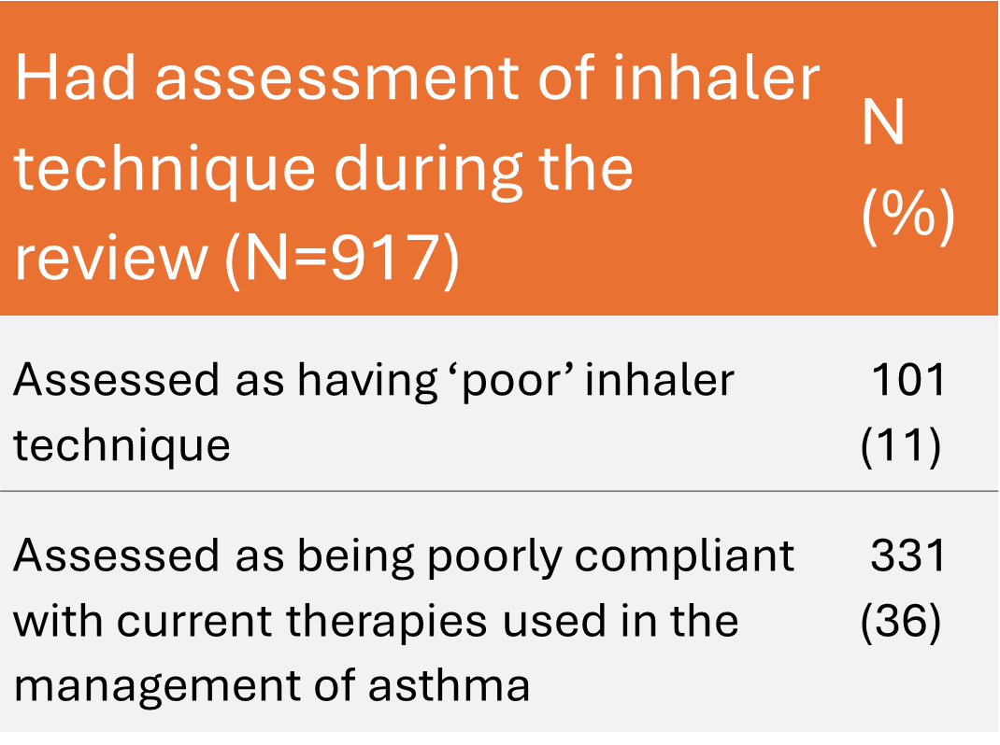 Had assessment of inhaler
technique during the
review (N=917)
N
(%)
Assessed as having ‘poor’ inhaler
technique
101
(11)
Assessed as being poorly compliant
with current therapies used in the
management of asthma
331
(36)